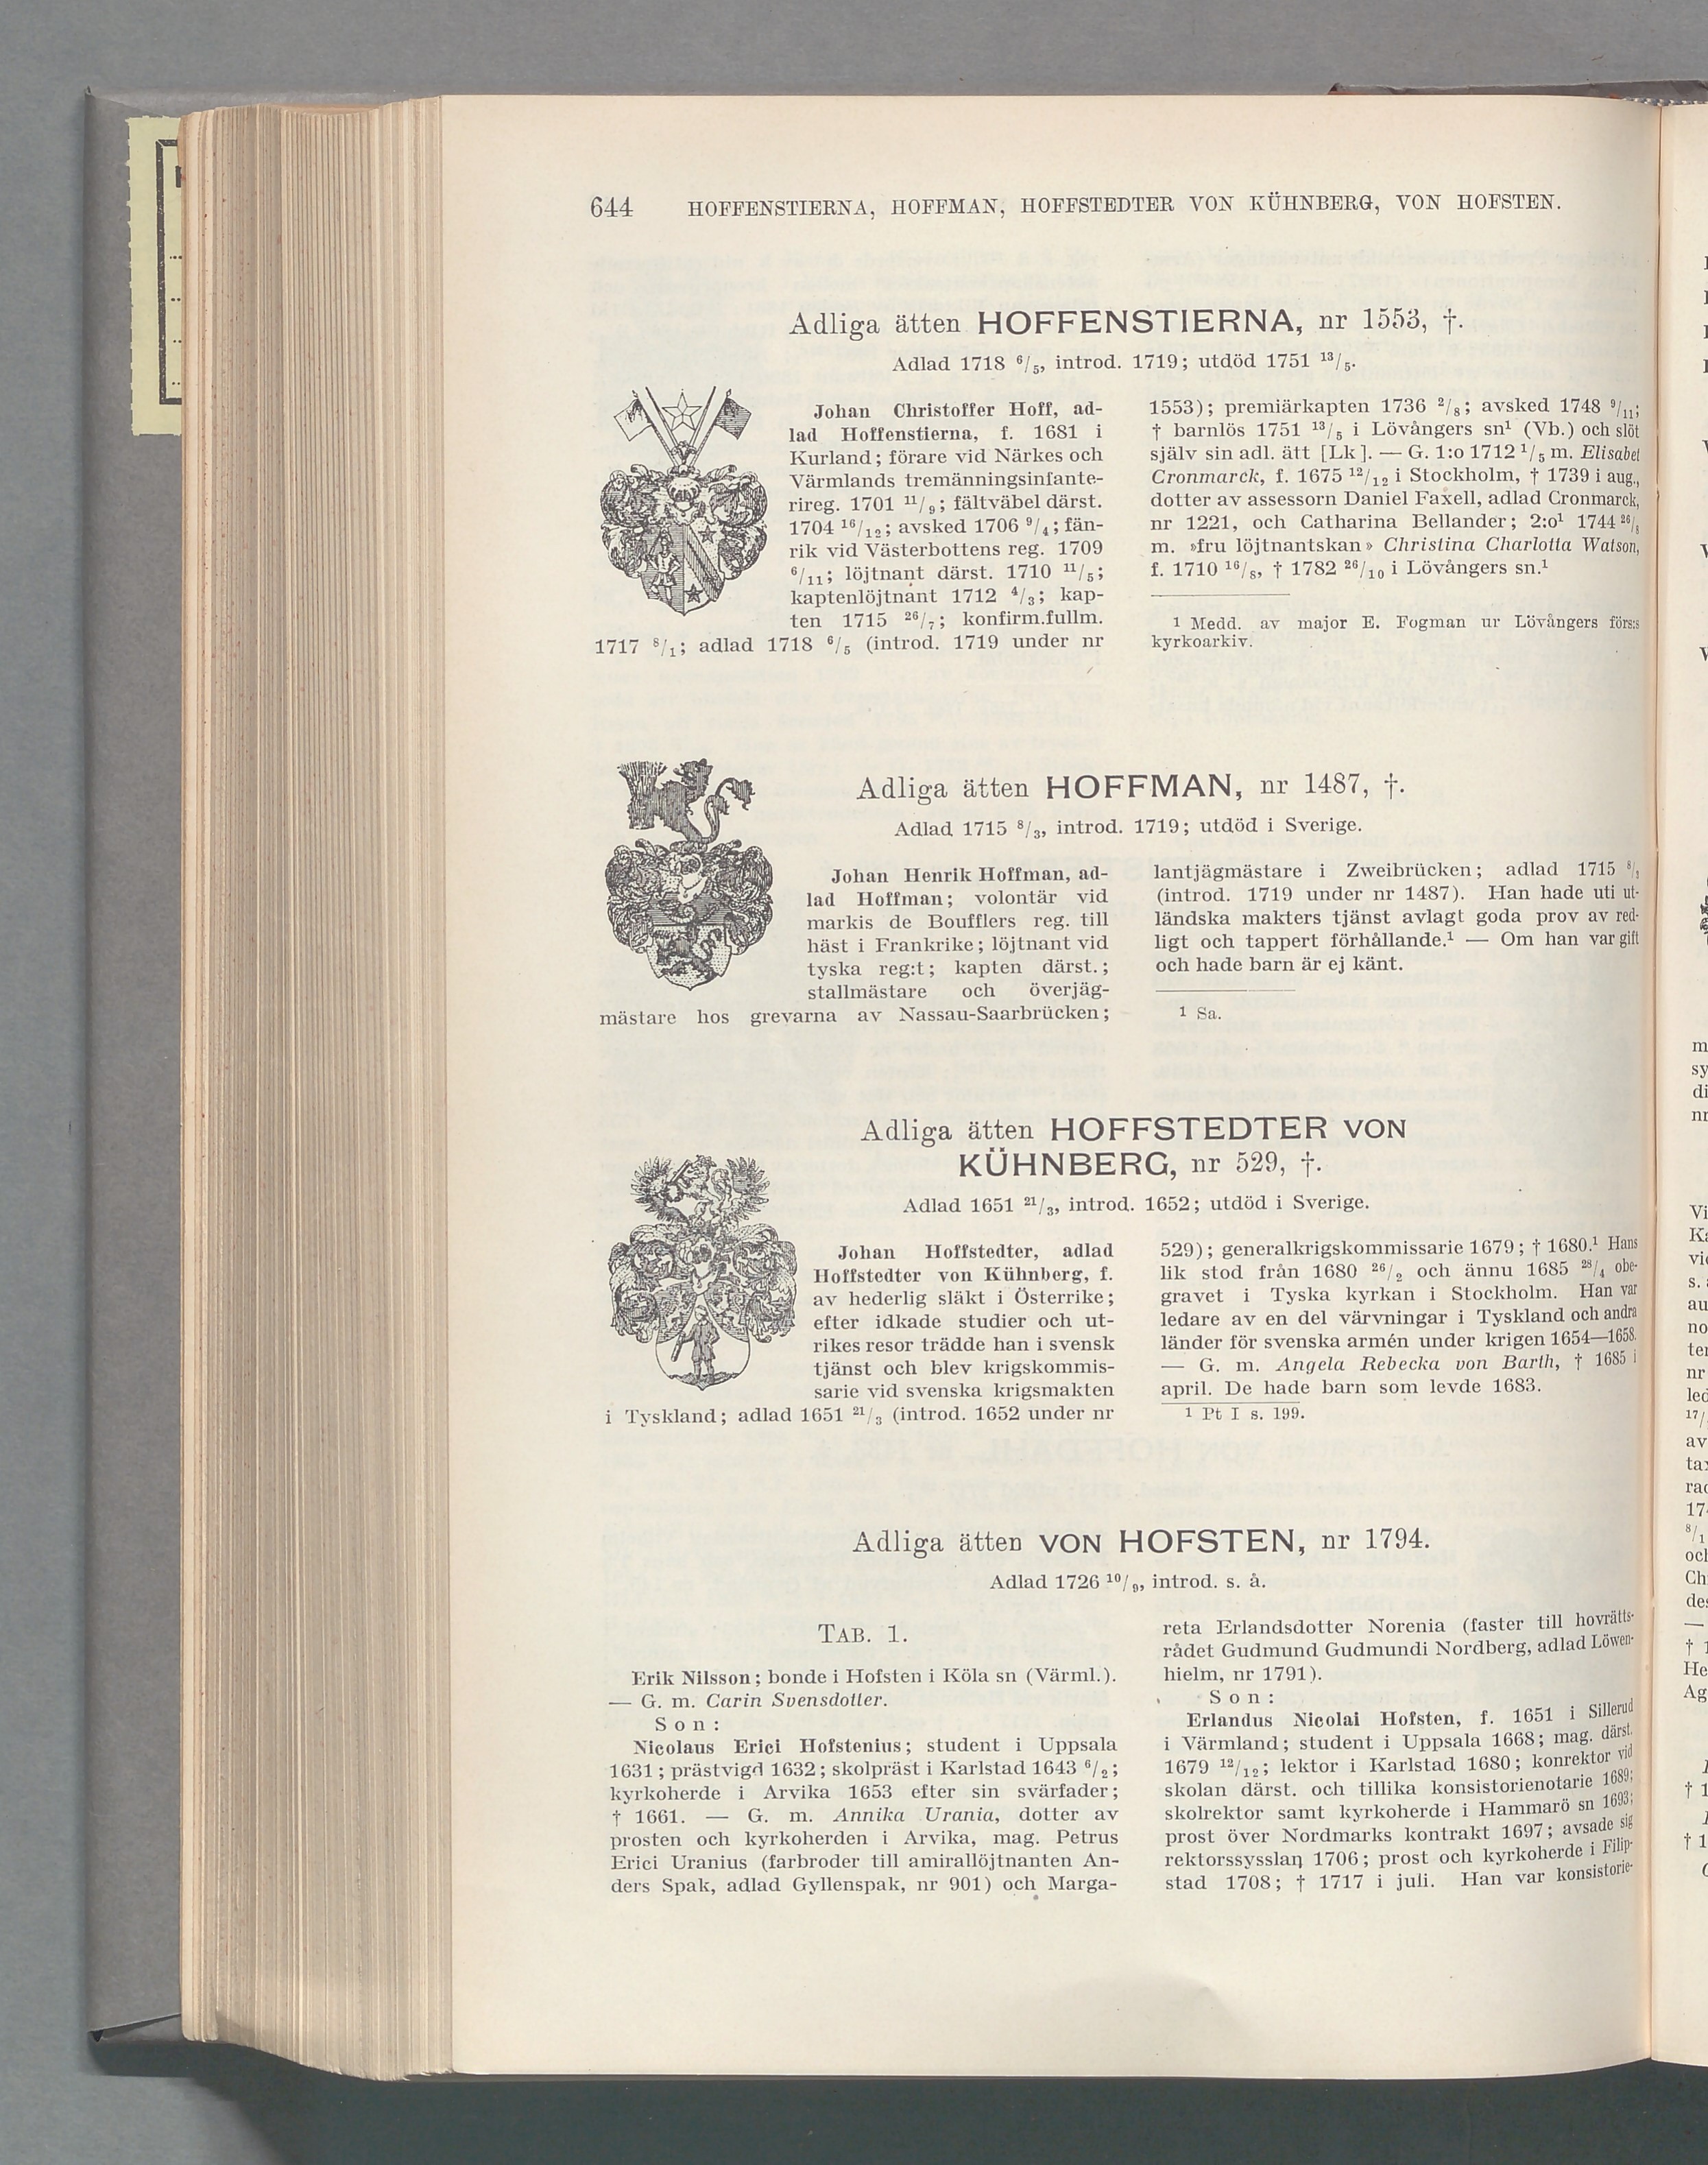 644 HOFFENSTIERNA, HOFFMAN, HOFFSTEDTER VON KÜHNBERG, VON HOFSTEN.
Adliga ätten HOFFENSTIERNA, nr 1553, †.
Adlad 1718 6/5, introd. 1719; utdöd 1751 13/5.
Johan Christoffer Hoff, ad-
lad Hoffenstierna, f. 1681 i
Kurland; förare vid Närkes och
Värmlands tremänningsinfante-
rireg. 1701 11/9; fältväbel därst.
1704 16/12; avsked 1706 9/4; fän-
rik vid Västerbottens reg. 1709
6/11; löjtnant därst. 1710 11/5;
kaptenlöjtnant 1712 4/3; kap-
ten 1715 26/7; konfirm.fullm.
1717 8/1; adlad 1718 6/5 (introd. 1719 under nr
1553); premiärkapten 1736 2/8; avsked 1748 9/11;
† barnlös 1751 13/5 i Lövångers sn¹ (Vb.) och slöt
själv sin adl. ätt [Lk]. — G. 1:o 1712 1/5 m. Elisabet
Cronmarck, f. 1675 12/12 i Stockholm, † 1739 i aug.,
dotter av assessorn Daniel Faxell, adlad Cronmarck,
nr 1221, och Catharina Bellander; 2:o¹ 1744 26/8
m. »fru löjtnantskan» Christina Charlotta Watson,
f. 1710 16/8, † 1782 26/10 i Lövångers sn.¹
1 Medd. av major E. Fogman ur Lövångers förs:s
kyrkoarkiv.
Adliga ätten HOFFMAN, nr 1487, †.
Adlad 1715 8/3, introd. 1719; utdöd i Sverige.
Johan Henrik Hoffman, ad-
lad Hoffman; volontär vid
markis de Boufflers reg. till
häst i Frankrike; löjtnant vid
tyska reg:t; kapten därst.;
stallmästare och överjäg-
mästare hos grevarna av Nassau-Saarbrücken;
lantjägmästare i Zweibrücken; adlad 1715 8/3
(introd. 1719 under nr 1487). Han hade uti ut-
ländska makters tjänst avlagt goda prov av red-
ligt och tappert förhållande.¹ — Om han var gift
och hade barn är ej känt.
1 Sa.
Adliga ätten HOFFSTEDTER VON
KÜHNBERG, nr 529, †.
Adlad 1651 21/3, introd. 1652; utdöd i Sverige.
Johan Hoffstedter, adlad
Hoffstedter von Kühnberg, f.
av hederlig släkt i Österrike;
efter idkade studier och ut-
rikes resor trädde han i svensk
tjänst och blev krigskommis-
sarie vid svenska krigsmakten
i Tyskland; adlad 1651 21/3 (introd. 1652 under nr
529); generalkrigskommissarie 1679; † 1680.¹ Hans
lik stod från 1680 26/2 och ännu 1685 28/4 obe-
gravet i Tyska kyrkan i Stockholm. Han var
ledare av en del värvningar i Tyskland och andra
länder för svenska armén under krigen 1654—1658.
— G. m. Angela Rebecka von Barth, † 1685 i
april. De hade barn som levde 1683.
1 Pt I s. 199.
Adliga ätten VON HOFSTEN, nr 1794.
Adlad 1726 10/9, introd. s. å.
TAB. 1.
Erik Nilsson; bonde i Hofsten i Köla sn (Värml.).
— G. m. Carin Svensdotter.
Son:
Nicolaus Erici Hofstenius; student i Uppsala
1631; prästvigd 1632; skolpräst i Karlstad 1643 6/2;
kyrkoherde i Arvika 1653 efter sin svärfader;
† 1661. — G. m. Annika Urania, dotter av
prosten och kyrkoherden i Arvika, mag. Petrus
Erici Uranius (farbroder till amirallöjtnanten An-
ders Spak, adlad Gyllenspak, nr 901) och Marga-
reta Erlandsdotter Norenia (faster till hovrätts-
rådet Gudmund Gudmundi Nordberg, adlad Löwen-
hielm, nr 1791).
Son:
Erlandus Nicolai Hofsten, f. 1651 i Sillerud
i Värmland; student i Uppsala 1668; mag. därst.
1679 12/12; lektor i Karlstad 1680; konrektor vid
skolan därst. och tillika konsistorienotarie 1689;
skolrektor samt kyrkoherde i Hammarö sn 1693;
prost över Nordmarks kontrakt 1697; avsade sig
rektorssysslan 1706; prost och kyrkoherde i Filip-
stad 1708; † 1717 i juli. Han var konsistorie-